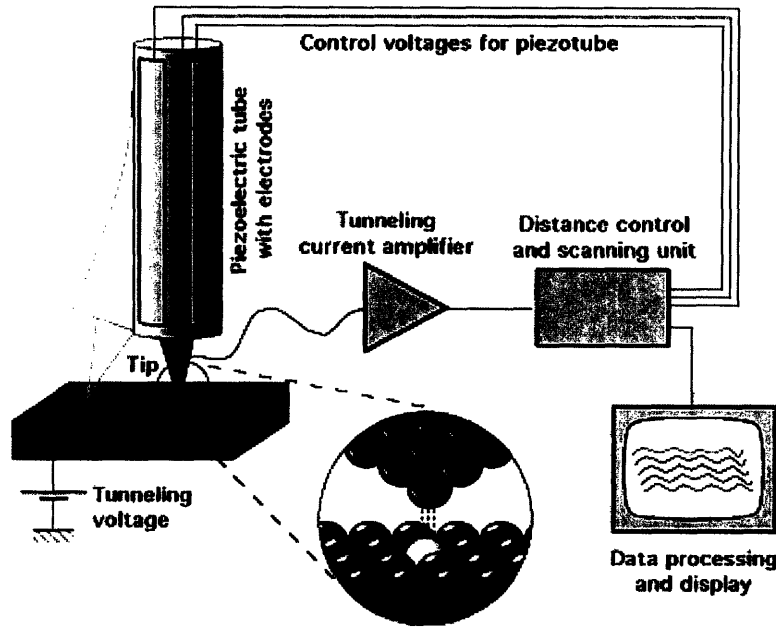 Control voltages for piezotube
Piezoelectric tube
with electrodes
Tunneling
current amplifier
Distance control
and scanning unit
Tip
Tunneling
voltage
Data processing
and display